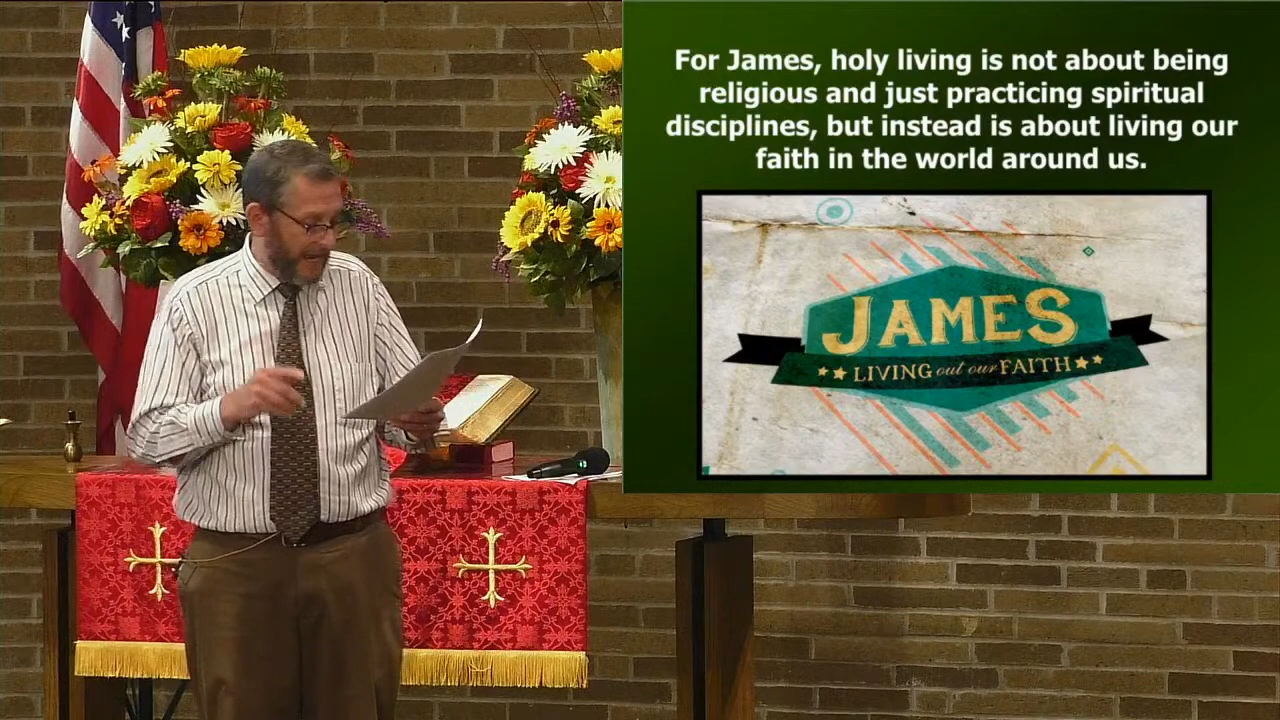 For James, holy living is not about being
religious and just practicing spiritual
disciplines, but instead is about living our
faith in the world around us.
JAMES
LIVING out our FAITH